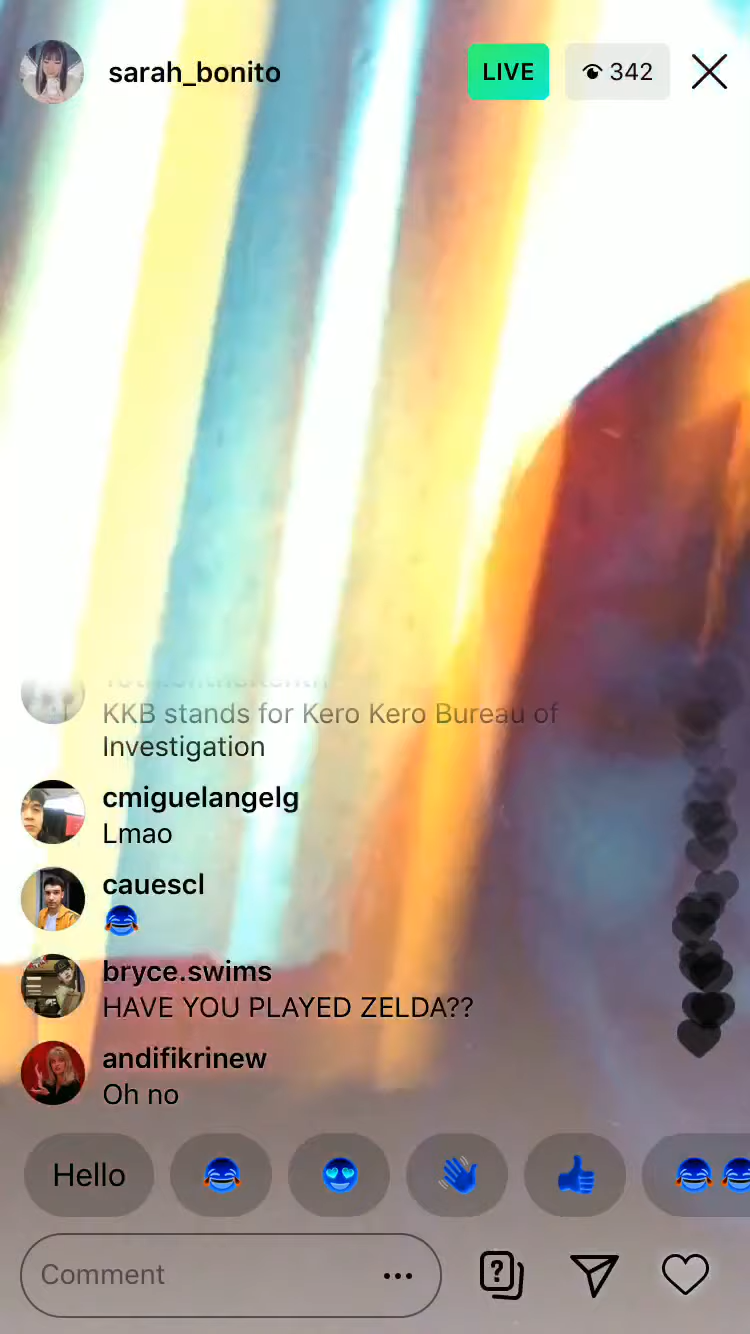 sarah_bonito
LIVE
342
KKB stands for Kero Kero Bureau of
Investigation
cmiguelangelg
Lmao
cauescl
😂
bryce.swims
HAVE YOU PLAYED ZELDA??
andifikrinew
Oh no
Hello 😂 😍 👋 👍 😂😂
Comment